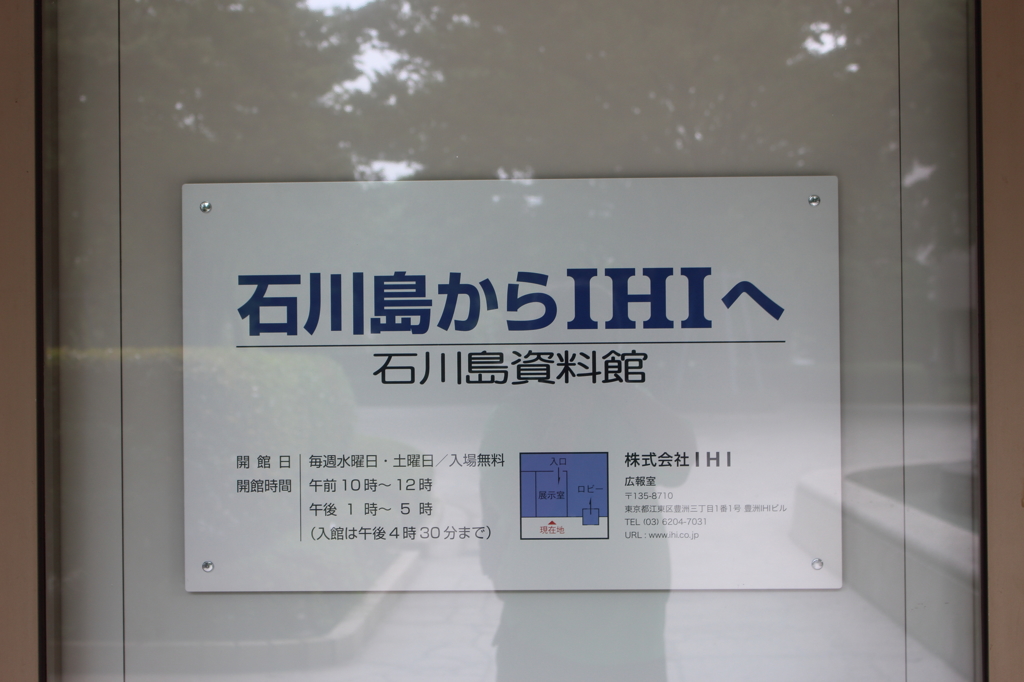 石川島からIHIへ
石川島資料館
開館日 毎週水曜日・土曜日／入場無料
開館時間 午前10時～12時
午後 1時～ 5時
（入館は午後4時30分まで）
入口
展示室
ロビー
現在地
株式会社IHI
広報室
〒135-8710
東京都江東区豊洲三丁目1番1号 豊洲IHIビル
TEL (03) 6204-7031
URL : www.ihi.co.jp